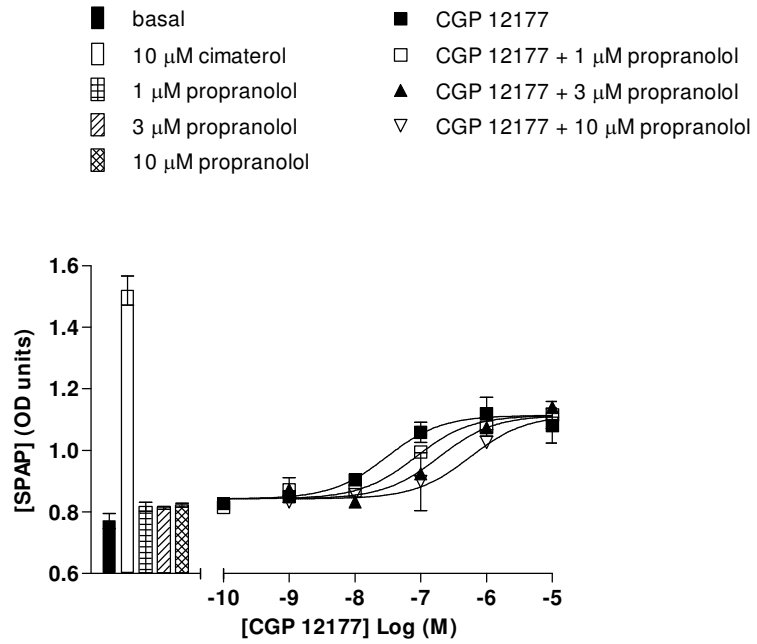 basal
10 μM cimaterol
1 μM propranolol
3 μM propranolol
10 μM propranolol
CGP 12177
CGP 12177 + 1 μM propranolol
CGP 12177 + 3 μM propranolol
CGP 12177 + 10 μM propranolol
[SPAP] (OD units)
1.6
1.4
1.2
1.0
0.8
0.6
-10 -9 -8 -7 -6 -5
[CGP 12177] Log (M)